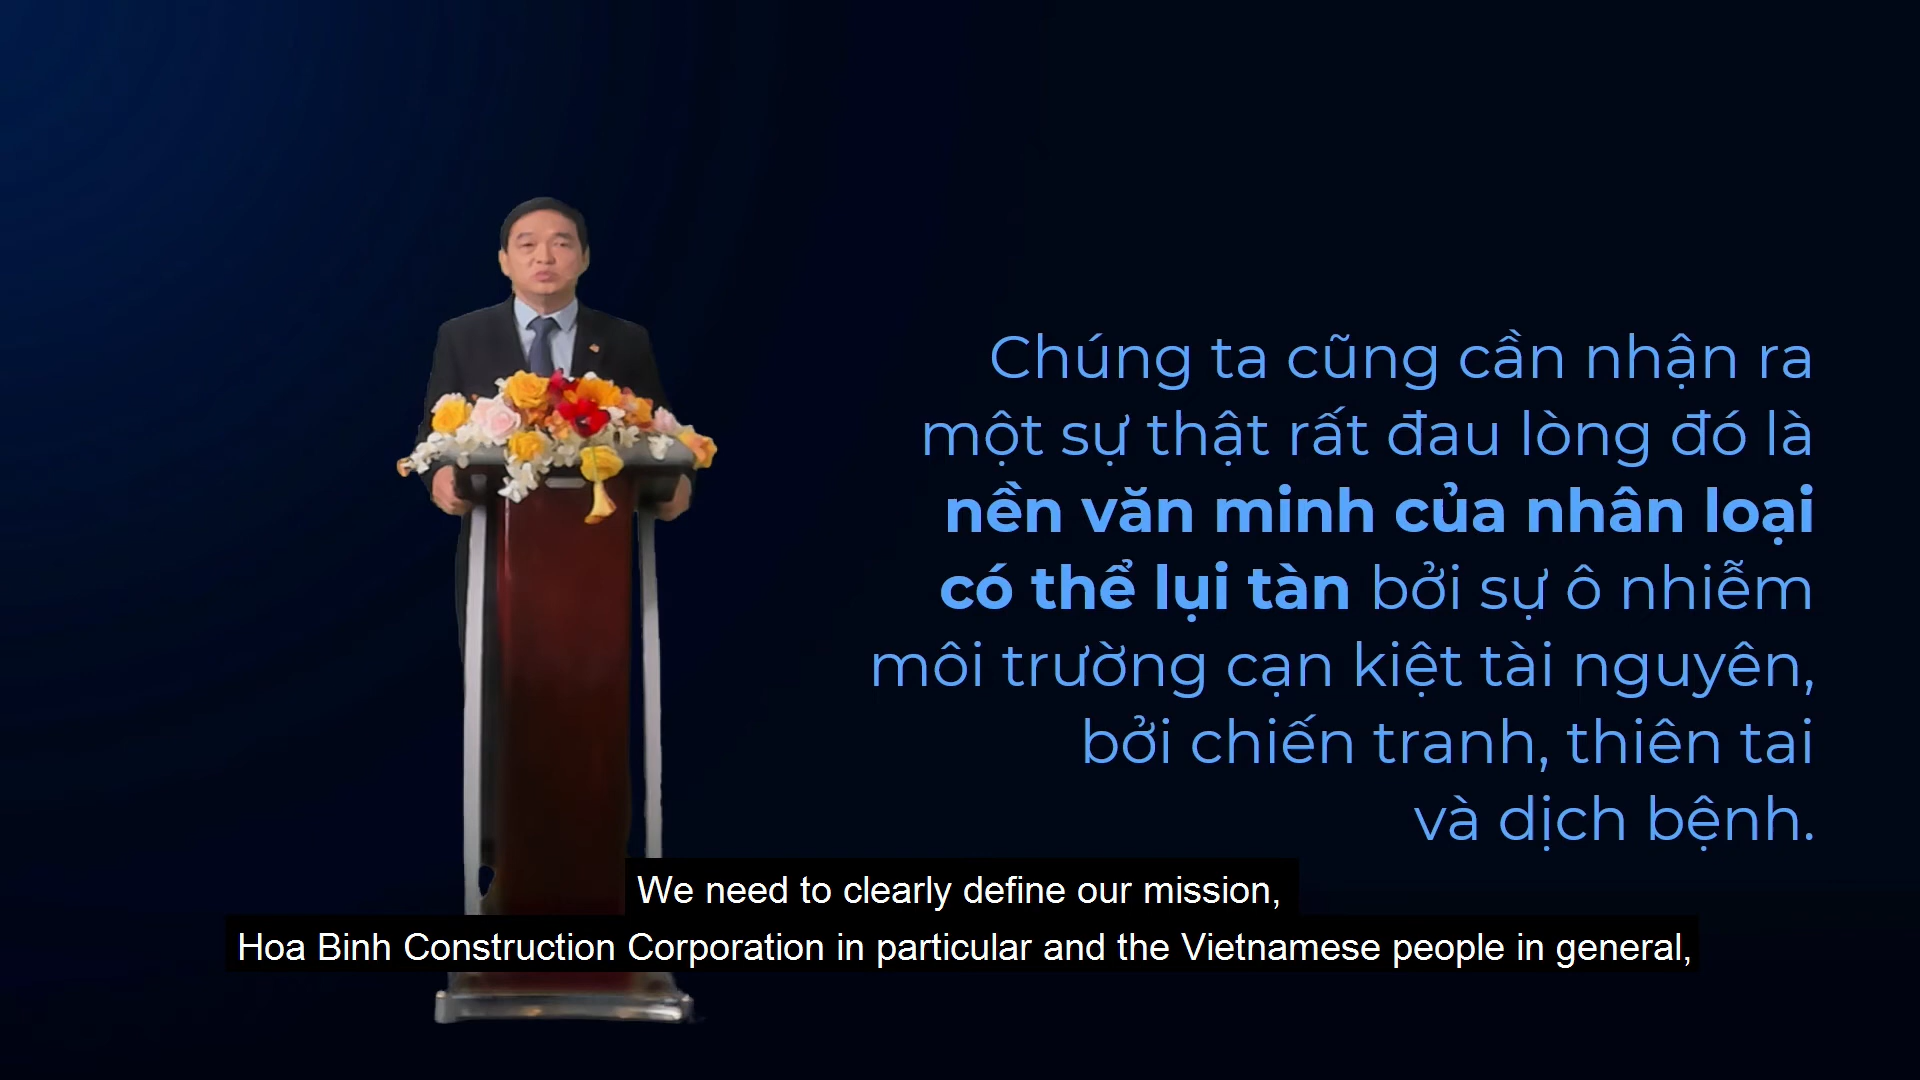 Chúng ta cũng cần nhận ra
một sự thật rất đau lòng đó là
nền văn minh của nhân loại
có thể lụi tàn bởi sự ô nhiễm
môi trường cạn kiệt tài nguyên,
bởi chiến tranh, thiên tai
và dịch bệnh.
We need to clearly define our mission,
Hoa Binh Construction Corporation in particular and the Vietnamese people in general,